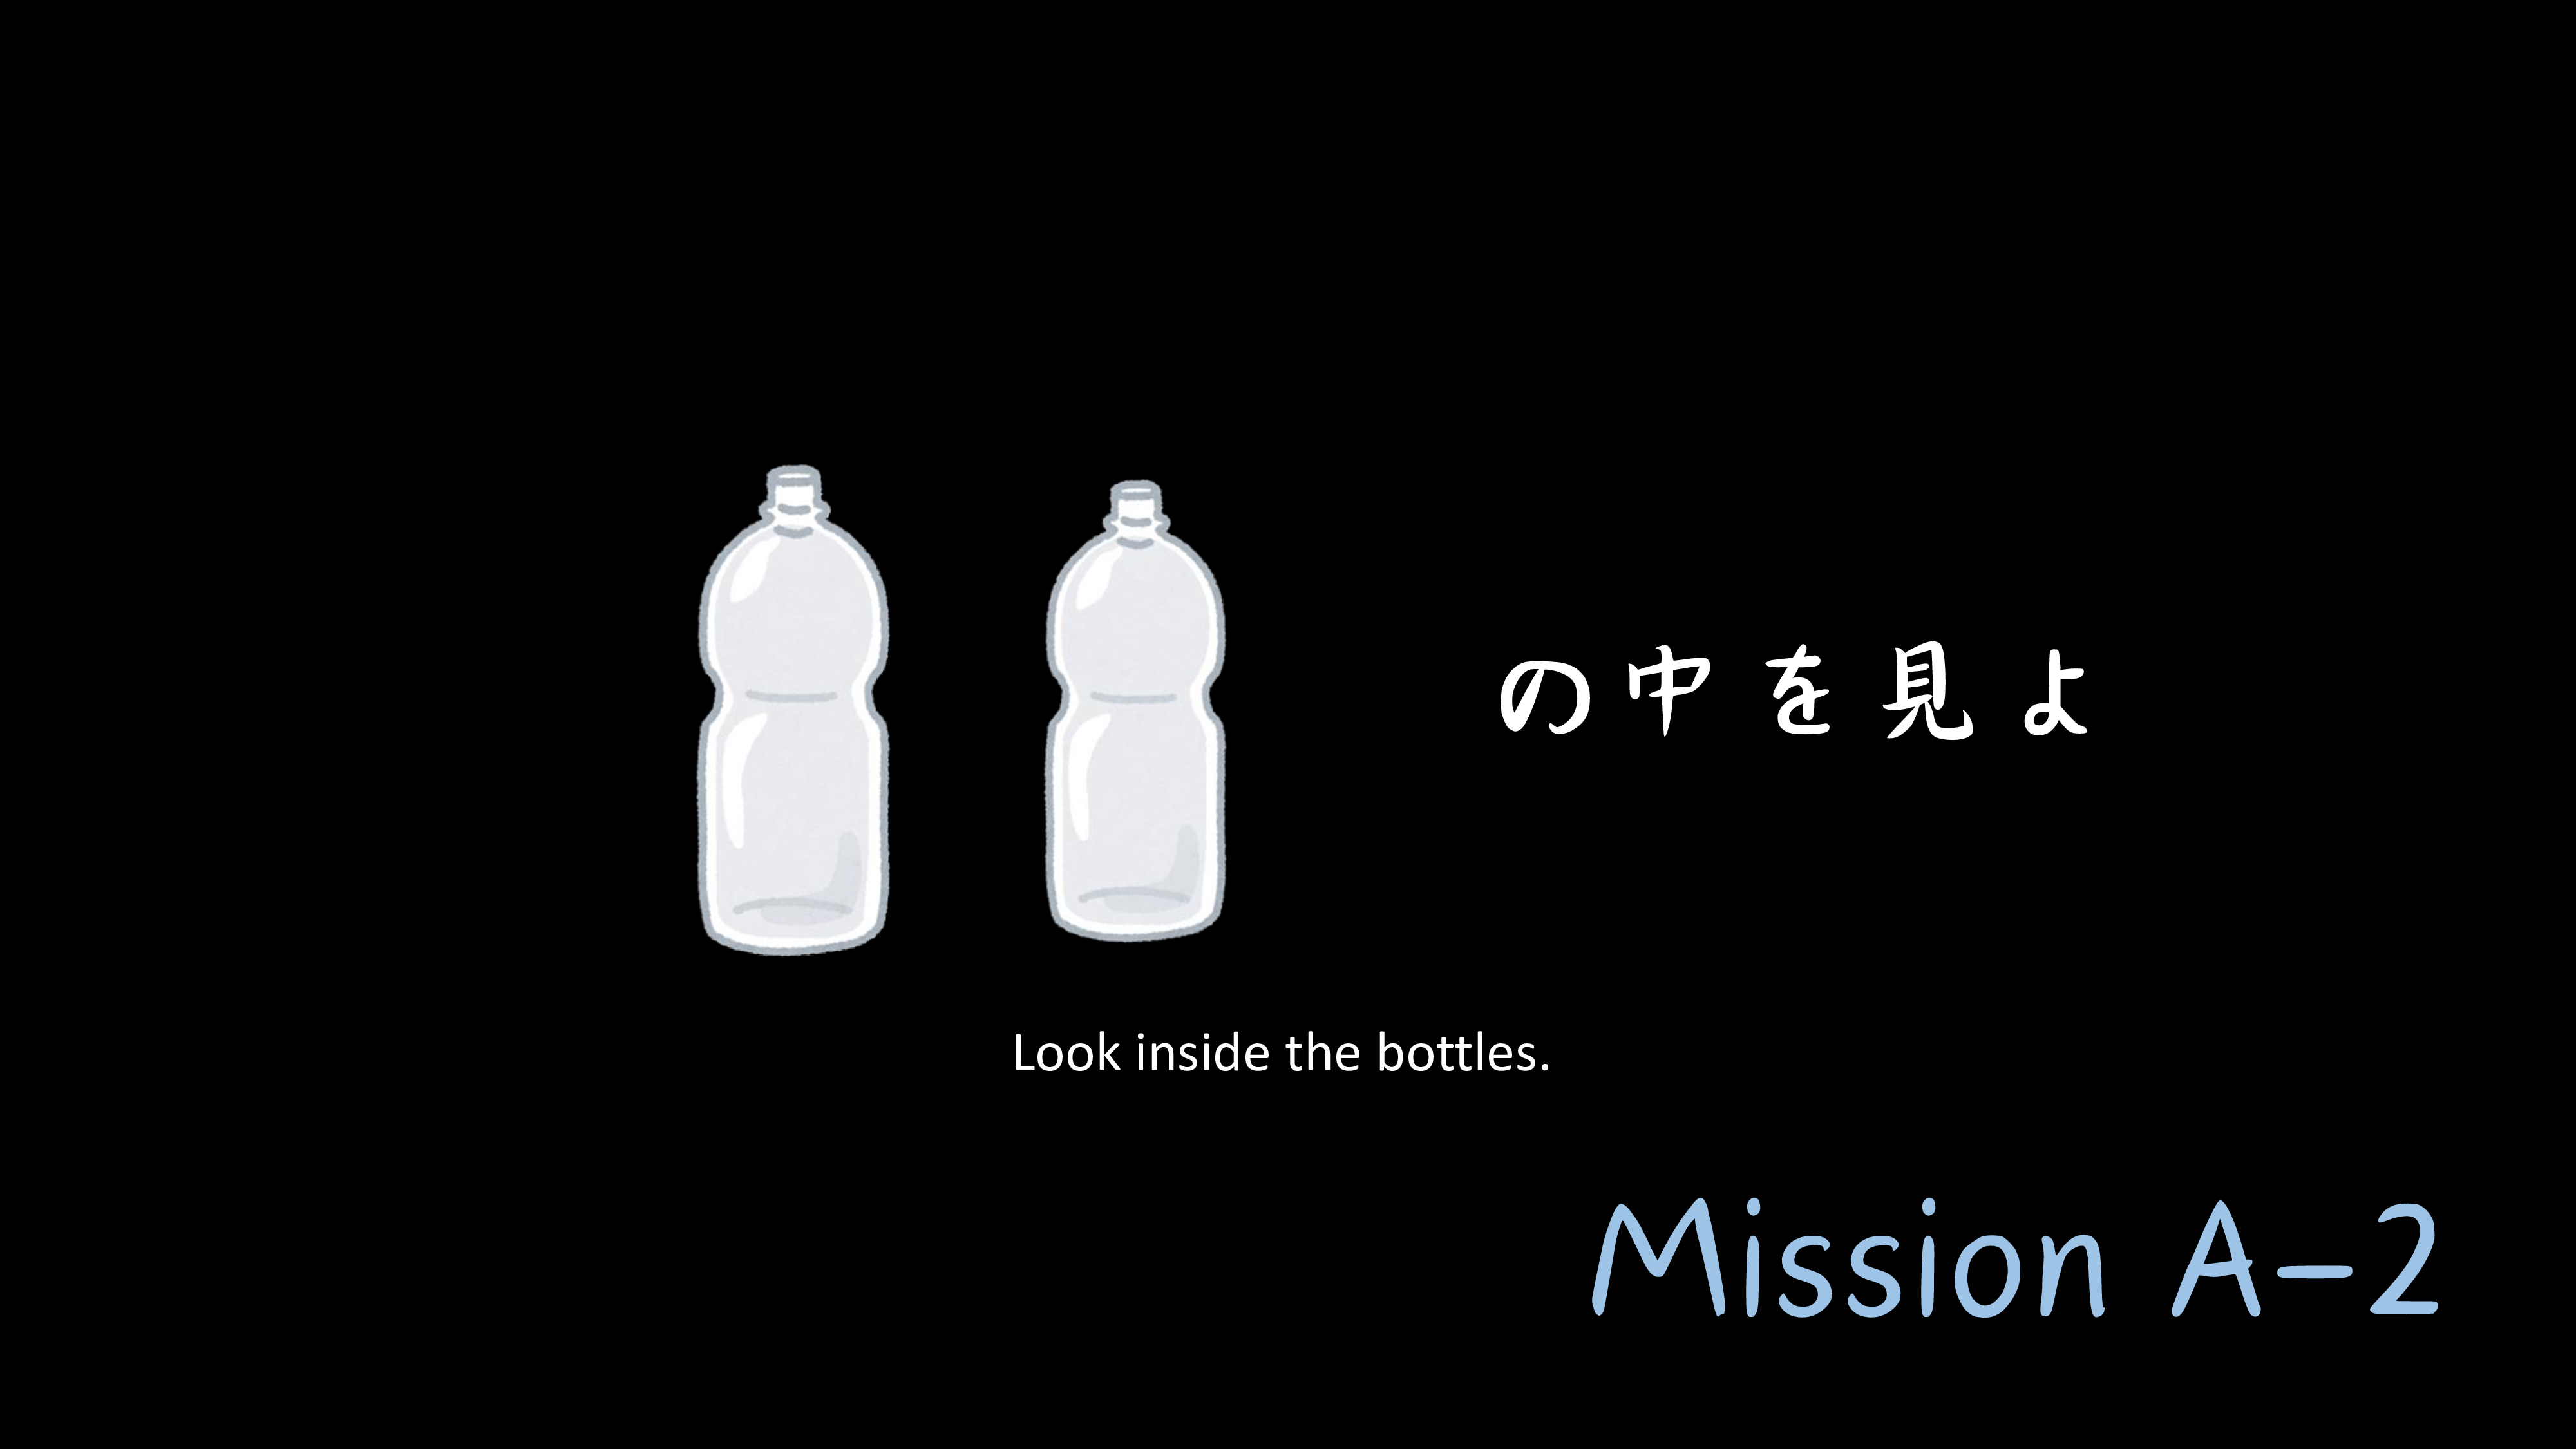 の中を見よ
Look inside the bottles.
Mission A-2